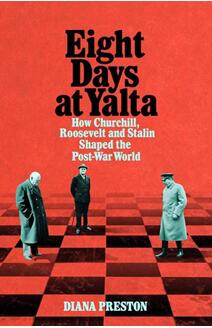 Eight
Days
at Yalta
How Churchill,
Roosevelt and Stalin
Shaped the
Post-War World
DIANA PRESTON